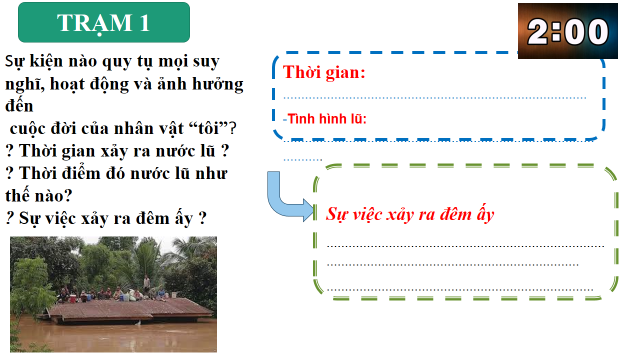 TRẠM 1
2:00
Sự kiện nào quy tụ mọi suy
nghĩ, hoạt động và ảnh hưởng
đến
cuộc đời của nhân vật “tôi”?
? Thời gian xảy ra nước lũ ?
? Thời điểm đó nước lũ như
thế nào?
? Sự việc xảy ra đêm ấy ?
Thời gian:
-Tình hình lũ:
Sự việc xảy ra đêm ấy